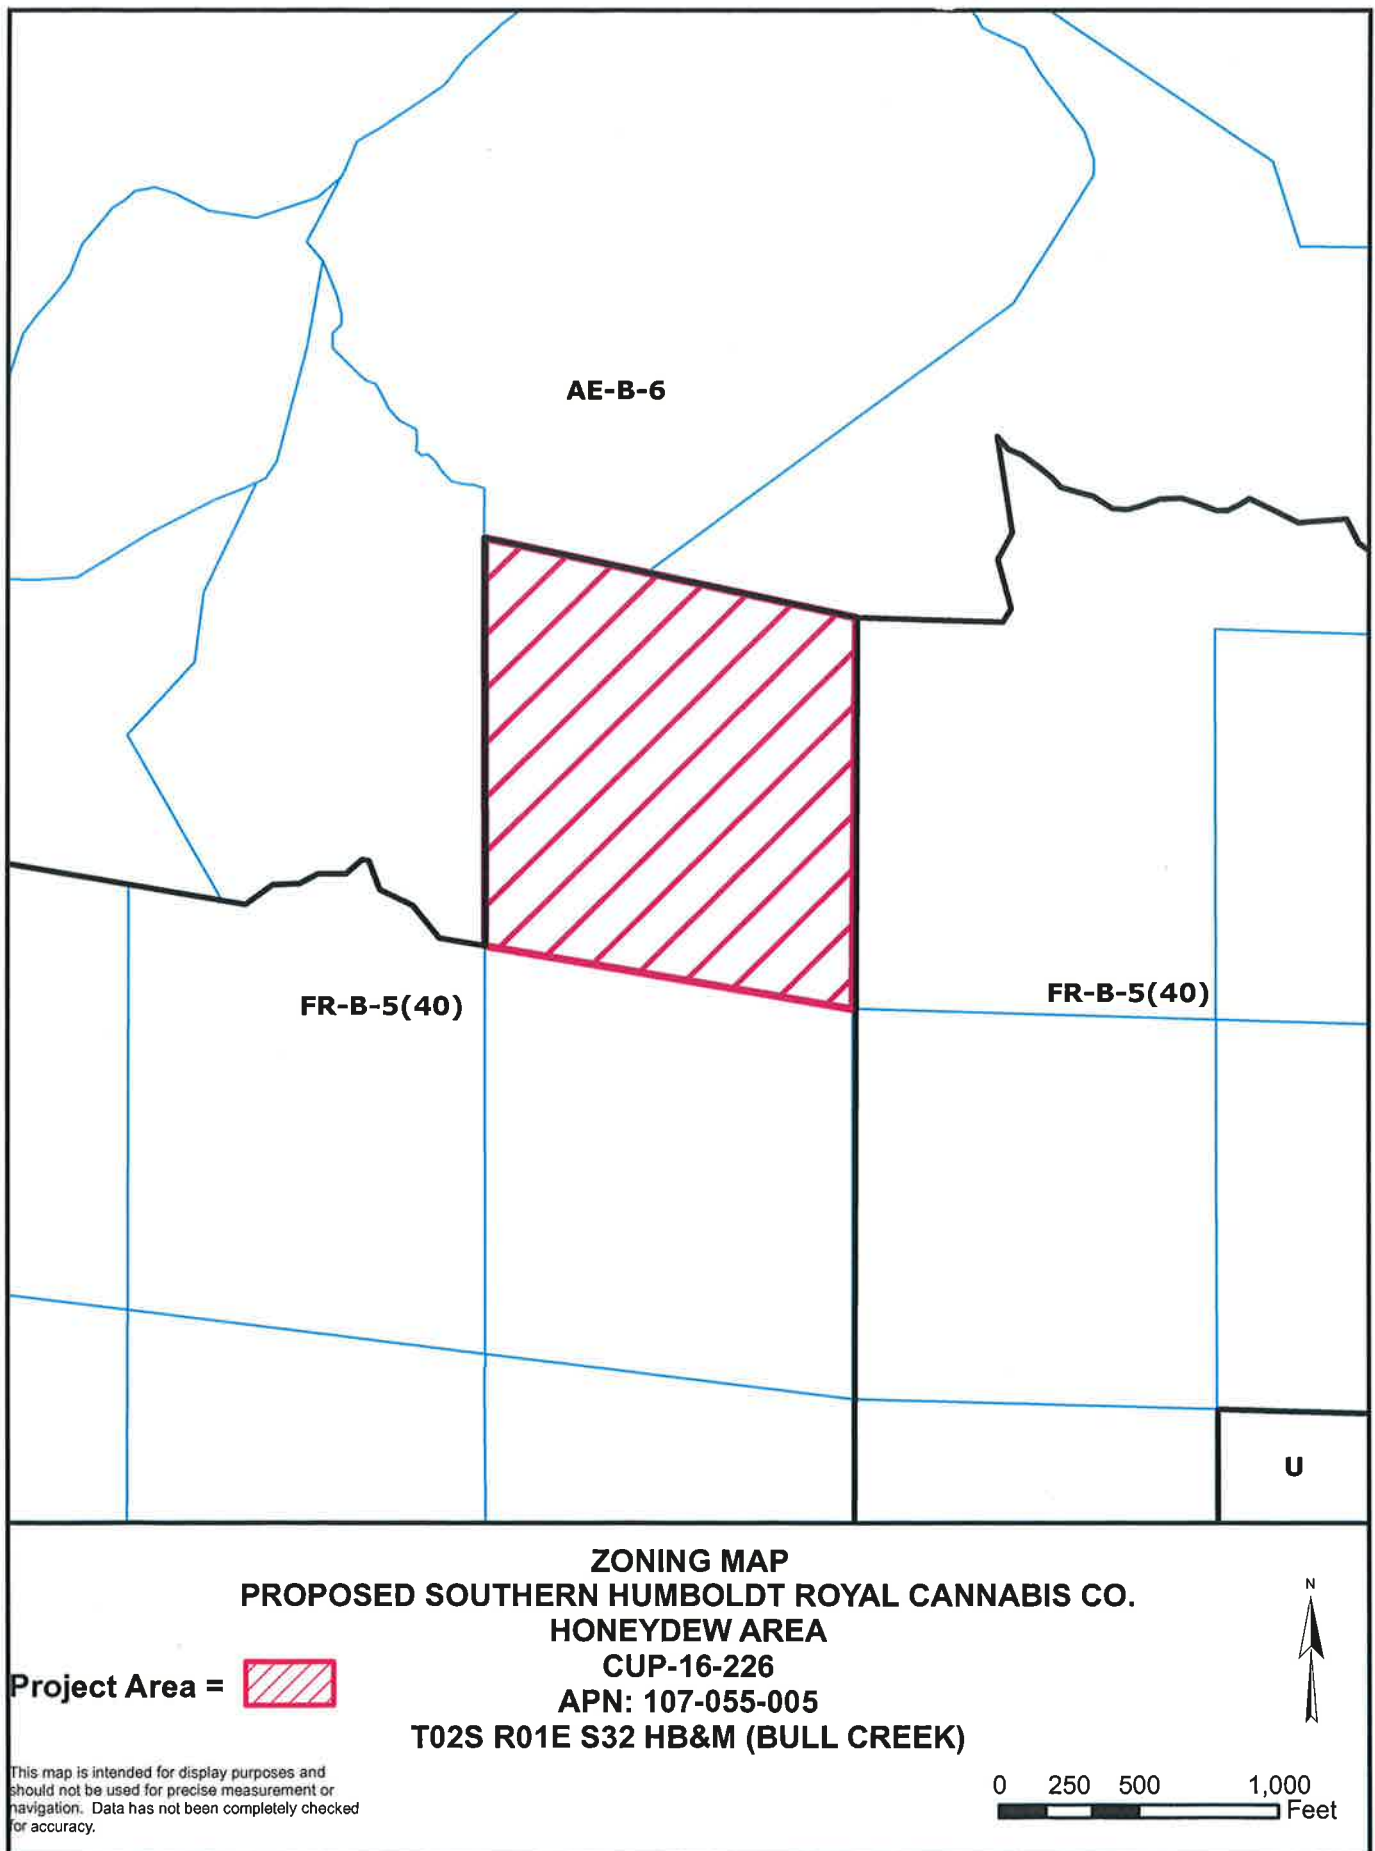 AE-B-6
FR-B-5(40)
FR-B-5(40)
U
ZONING MAP
PROPOSED SOUTHERN HUMBOLDT ROYAL CANNABIS CO.
HONEYDEW AREA
CUP-16-226
APN: 107-055-005
T02S R01E S32 HB&M (BULL CREEK)
N
Project Area =
This map is intended for display purposes and
should not be used for precise measurement or
navigation. Data has not been completely checked
for accuracy.
0 250 500 1,000
Feet